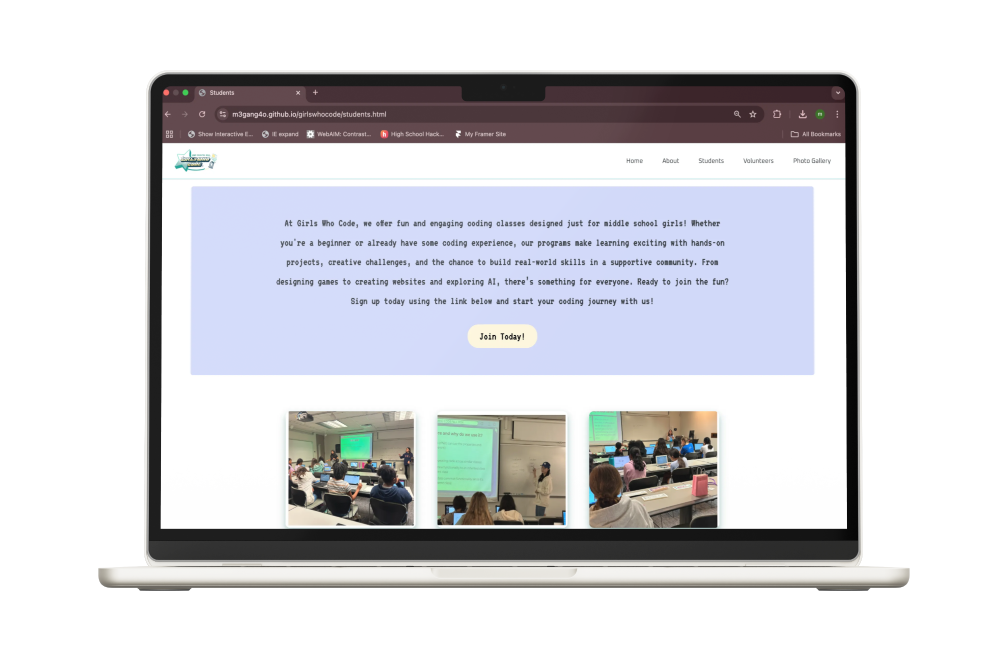 Students
m3gang4o.github.io/girlswhocode/students.html
m
Show Interactive E... IE expand WebAIM: Contrast... High School Hack... My Framer Site All Bookmarks
Home About Students Volunteers Photo Gallery
At Girls Who Code, we offer fun and engaging coding classes designed just for middle school girls! Whether
you're a beginner or already have some coding experience, our programs make learning exciting with hands-on
projects, creative challenges, and the chance to build real-world skills in a supportive community. From
designing games to creating websites and exploring AI, there's something for everyone. Ready to join the fun?
Sign up today using the link below and start your coding journey with us!
Join Today!